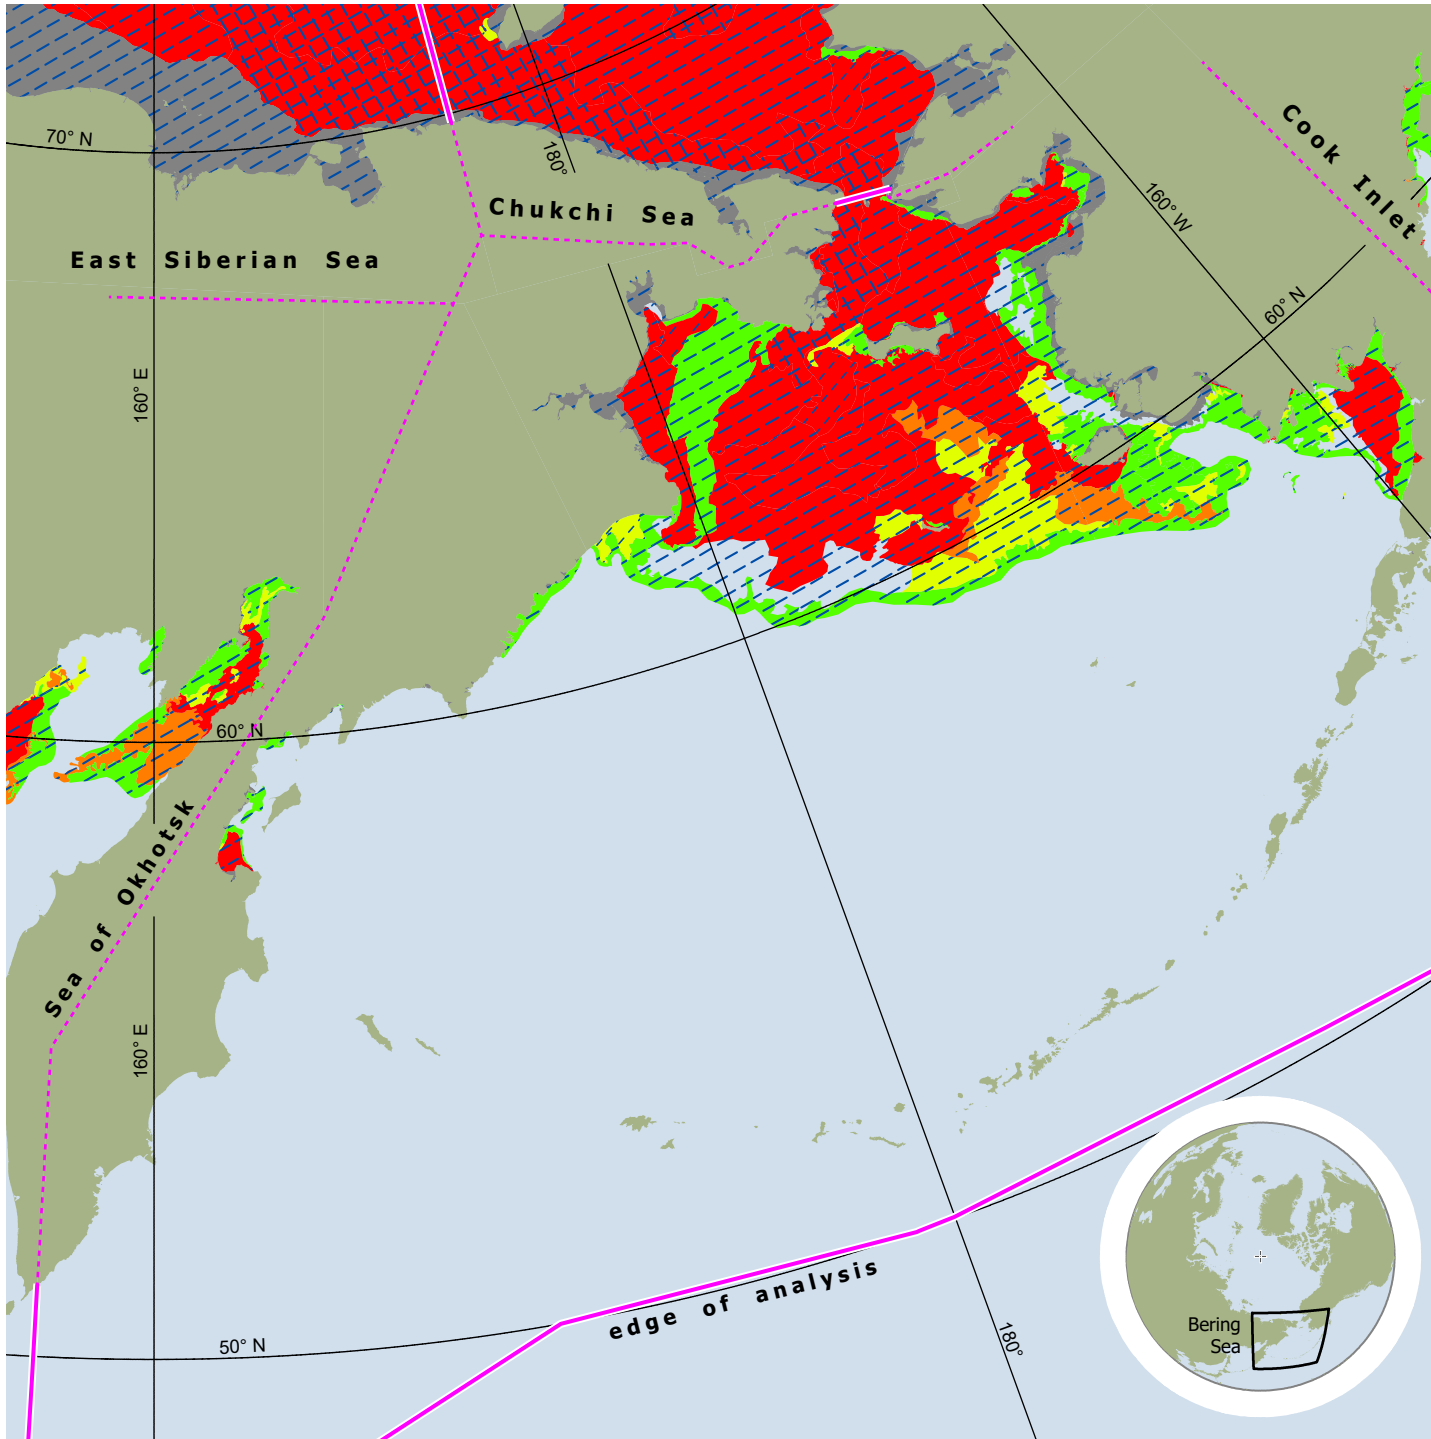 70° N
180°
Chukchi Sea
East Siberian Sea
Cook Inlet
160° W
60° N
160° E
60° N
Sea of Okhotsk
160° E
edge of analysis
50° N
180°
Bering
Sea